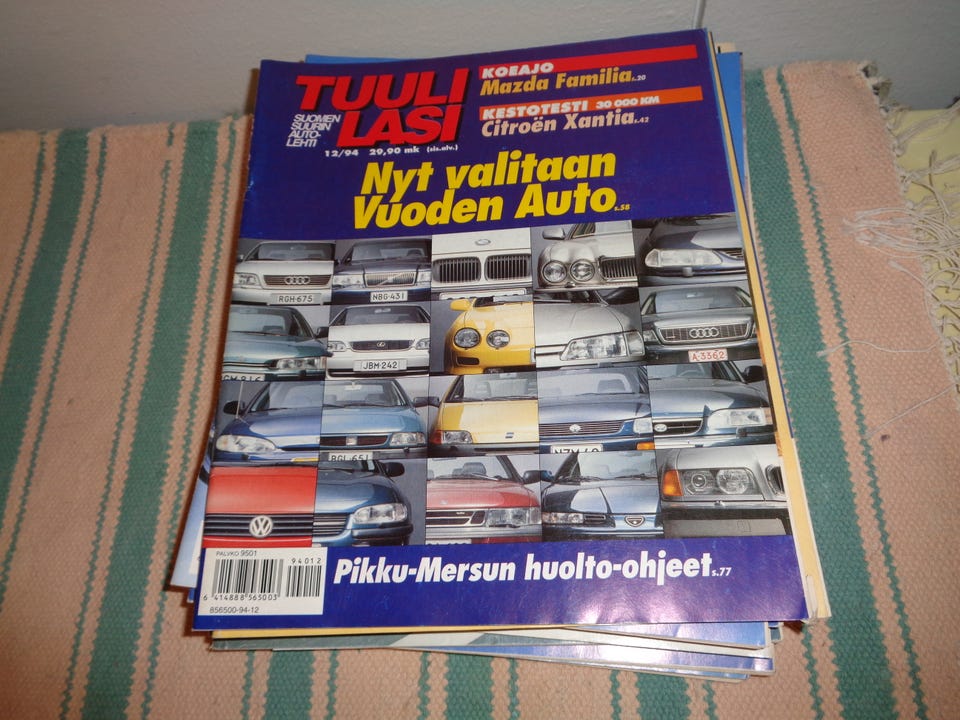 TUULI
LASI
SUOMEN
SUURIN
AUTO-
LEHTI
12/94 29,90 mk (sis.alv.)
KOEAJO
Mazda Familia s.20
KESTOTESTI 30 000 KM
Citroën Xantia s.42
Nyt valitaan
Vuoden Auto s.58
RGH-675
NBG-431
JBM-242
A-3362
RGL-651
PALVKO 9501
94012
6 414888 565003
856500-94-12
Pikku-Mersun huolto-ohjeet s.77